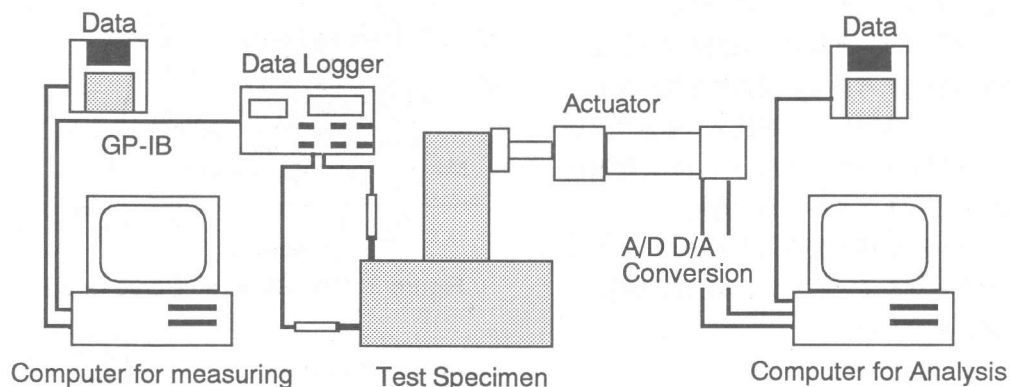 Data
Data Logger
GP-IB
Computer for measuring
Test Specimen
Actuator
A/D D/A
Conversion
Data
Computer for Analysis